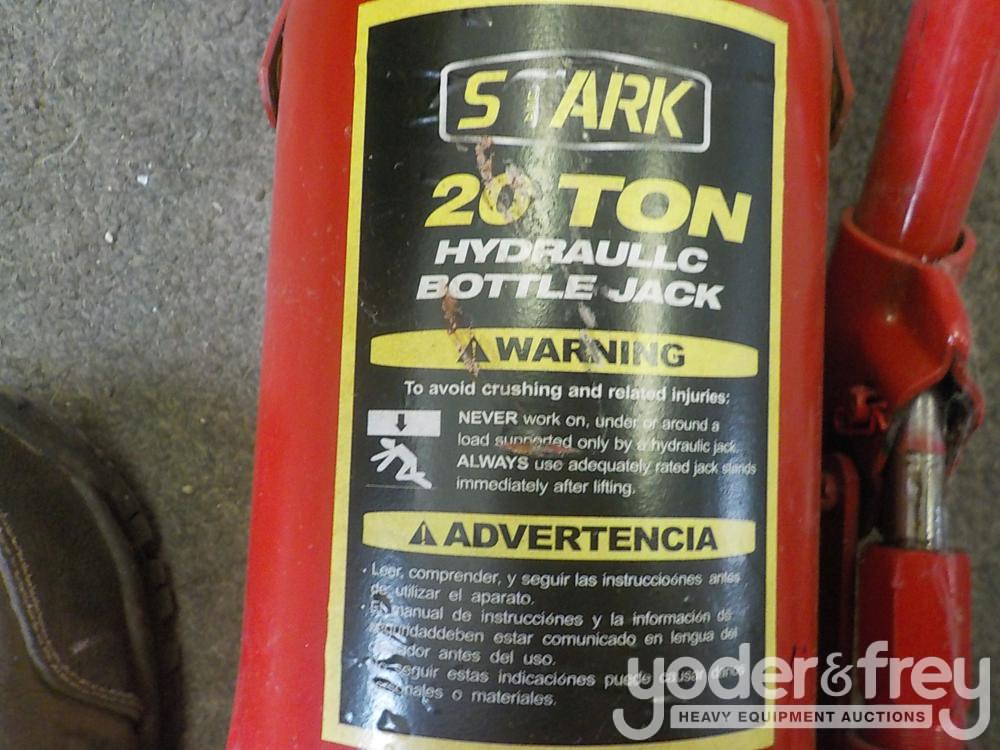 STARK
20 TON
HYDRAULLC
BOTTLE JACK
WARNING
To avoid crushing and related injuries:
NEVER work on, under or around a
load supported only by a hydraulic jack.
ALWAYS use adequately rated jack stands
immediately after lifting.
ADVERTENCIA
· Leer, comprender, y seguir las instruccioónes antes
de utilizar el aparato.
· El manual de instrucciónes y la información de
seguridaddeben estar comunicado en lengua del
antes del uso.
seguir estas indicaciónes puede causar
o materiales.
yoder&frey
HEAVY EQUIPMENT AUCTIONS